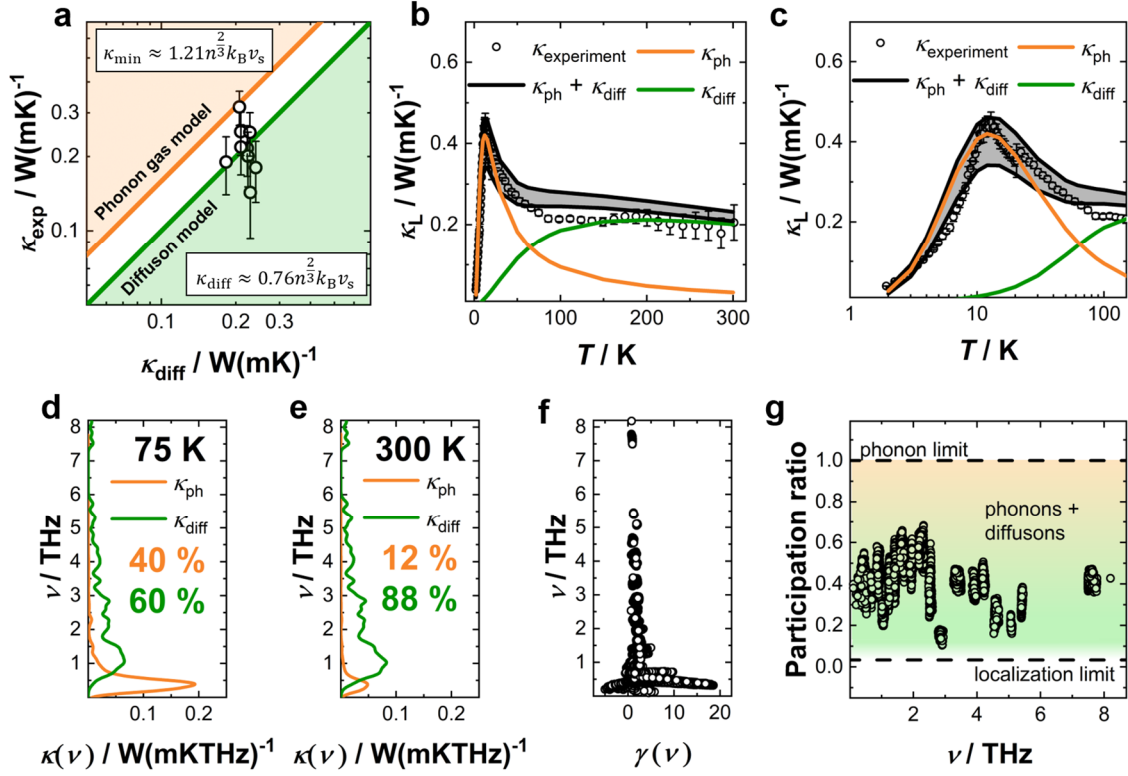 a
κmin ≈ 1.21n^(2/3)kBvs
Phonon gas model
Diffuson model
κdiff ≈ 0.76n^(2/3)kBvs
0.3
0.2
0.1
κexp / W(mK)-1
0.1
0.2
0.3
κdiff / W(mK)-1
b
κexperiment
κph
κph + κdiff
κdiff
0.6
0.4
0.2
κL / W(mK)-1
0
50
100
150
200
250
300
T / K
c
κexperiment
κph
κph + κdiff
κdiff
0.6
0.4
0.2
κL / W(mK)-1
1
10
100
T / K
d
75 K
κph
κdiff
40 %
60 %
8
7
6
5
4
3
2
1
ν / THz
0.1
0.2
κ(ν) / W(mKTHz)-1
e
300 K
κph
κdiff
12 %
88 %
8
7
6
5
4
3
2
1
ν / THz
0.1
0.2
κ(ν) / W(mKTHz)-1
f
8
7
6
5
4
3
2
1
ν / THz
0
10
20
γ(ν)
g
phonon limit
phonons +
diffusons
localization limit
1.0
0.8
0.6
0.4
0.2
0.0
Participation ratio
2
4
6
8
ν / THz